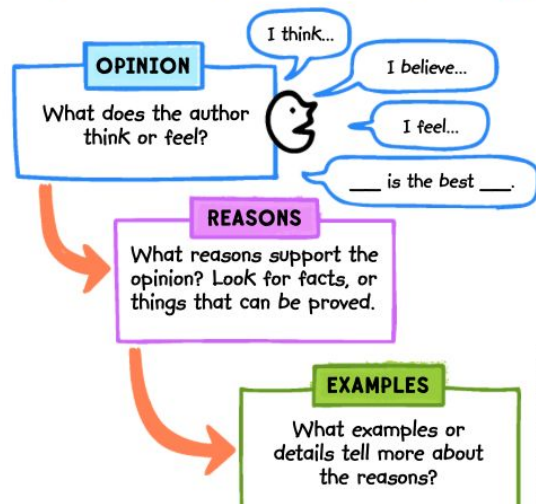 I think...
OPINION
I believe...
What does the author
think or feel?
I feel...
___ is the best ___.
REASONS
What reasons support the
opinion? Look for facts, or
things that can be proved.
EXAMPLES
What examples or
details tell more about
the reasons?